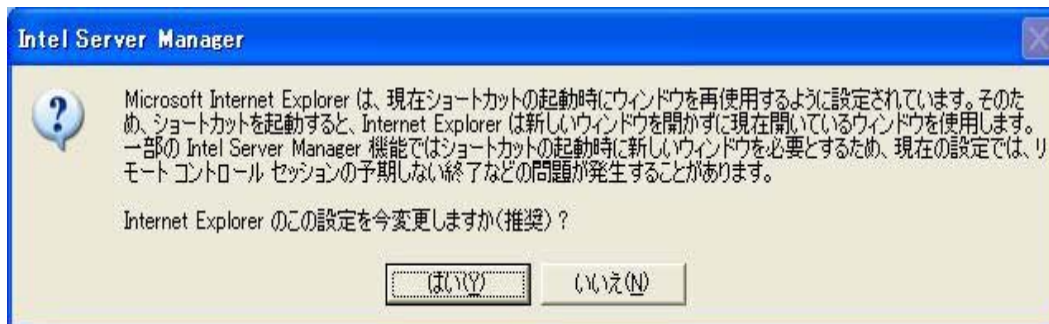 Intel Server Manager
Microsoft Internet Explorer は、現在ショートカットの起動時にウィンドウを再使用するように設定されています。そのた
め、ショートカットを起動すると、Internet Explorer は新しいウィンドウを開かずに現在開いているウィンドウを使用します。
一部の Intel Server Manager 機能ではショートカットの起動時に新しいウィンドウを必要とするため、現在の設定では、リ
モート コントロール セッションの予期しない終了などの問題が発生することがあります。
Internet Explorer のこの設定を今変更しますか(推奨)?
はい(Y)
いいえ(N)